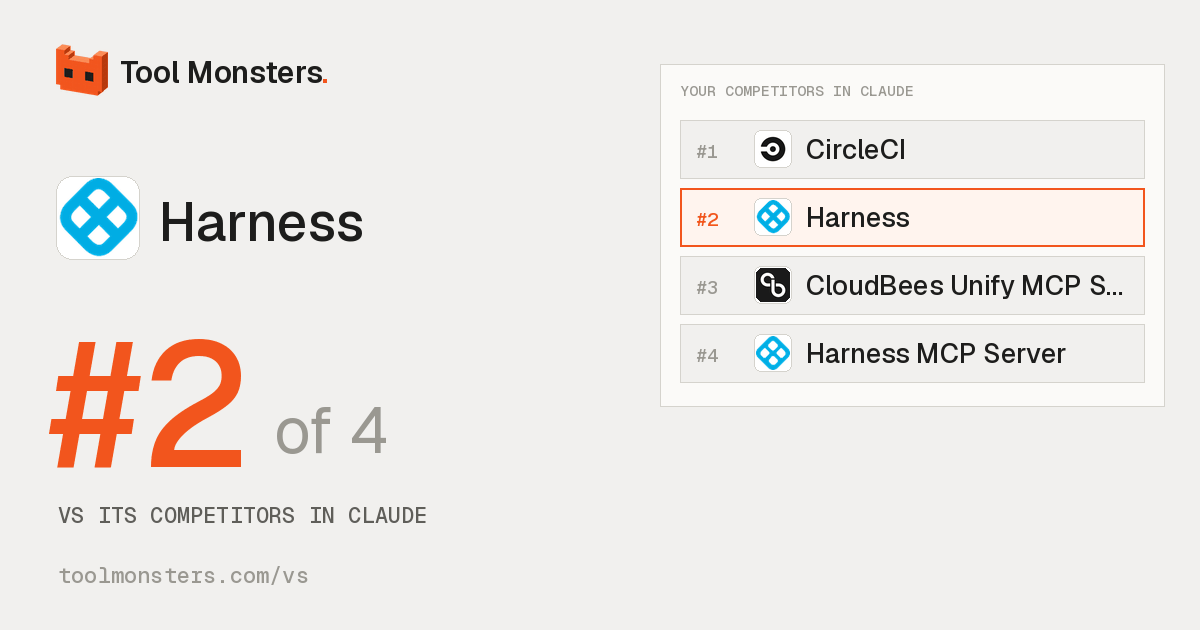 Tool Monsters.
Harness
#2 of 4
VS ITS COMPETITORS IN CLAUDE
toolmonsters.com/vs
YOUR COMPETITORS IN CLAUDE
#1 CircleCI
#2 Harness
#3 CloudBees Unify MCP S...
#4 Harness MCP Server